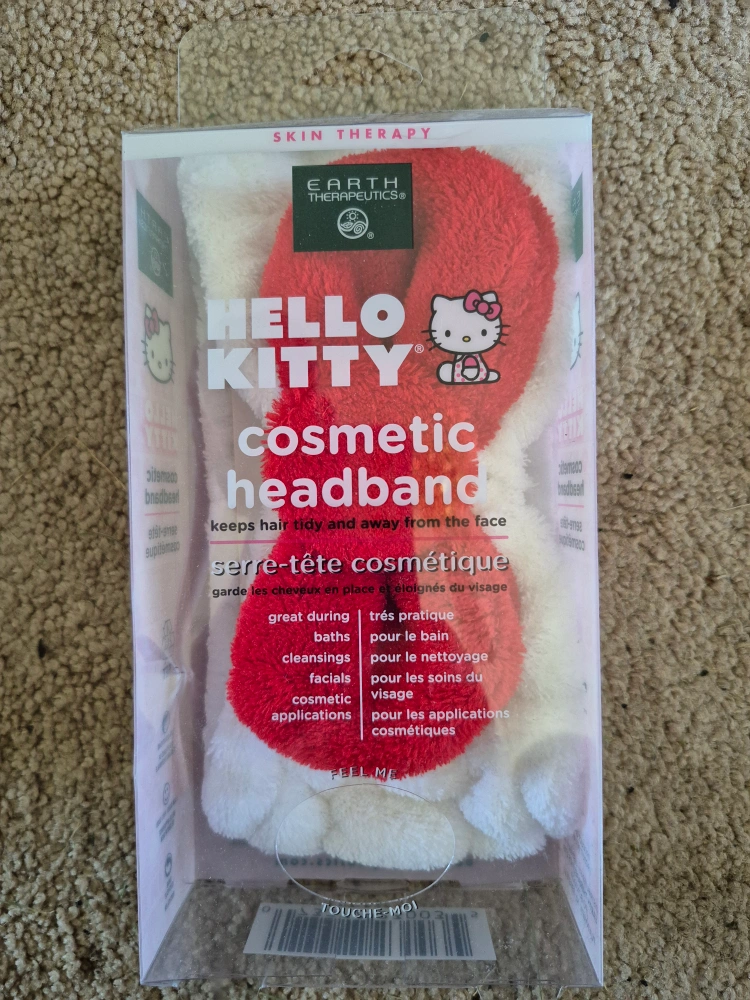 SKIN THERAPY
EARTH
THERAPEUTICS®
®
HELLO
KITTY®
cosmetic
headband
keeps hair tidy and away from the face
serre-tête cosmétique
garde les cheveux en place et éloignés du visage
great during
baths
cleansings
facials
cosmetic
applications
trés pratique
pour le bain
pour le nettoyage
pour les soins du
visage
pour les applications
cosmétiques
FEEL ME
TOUCHE-MOI